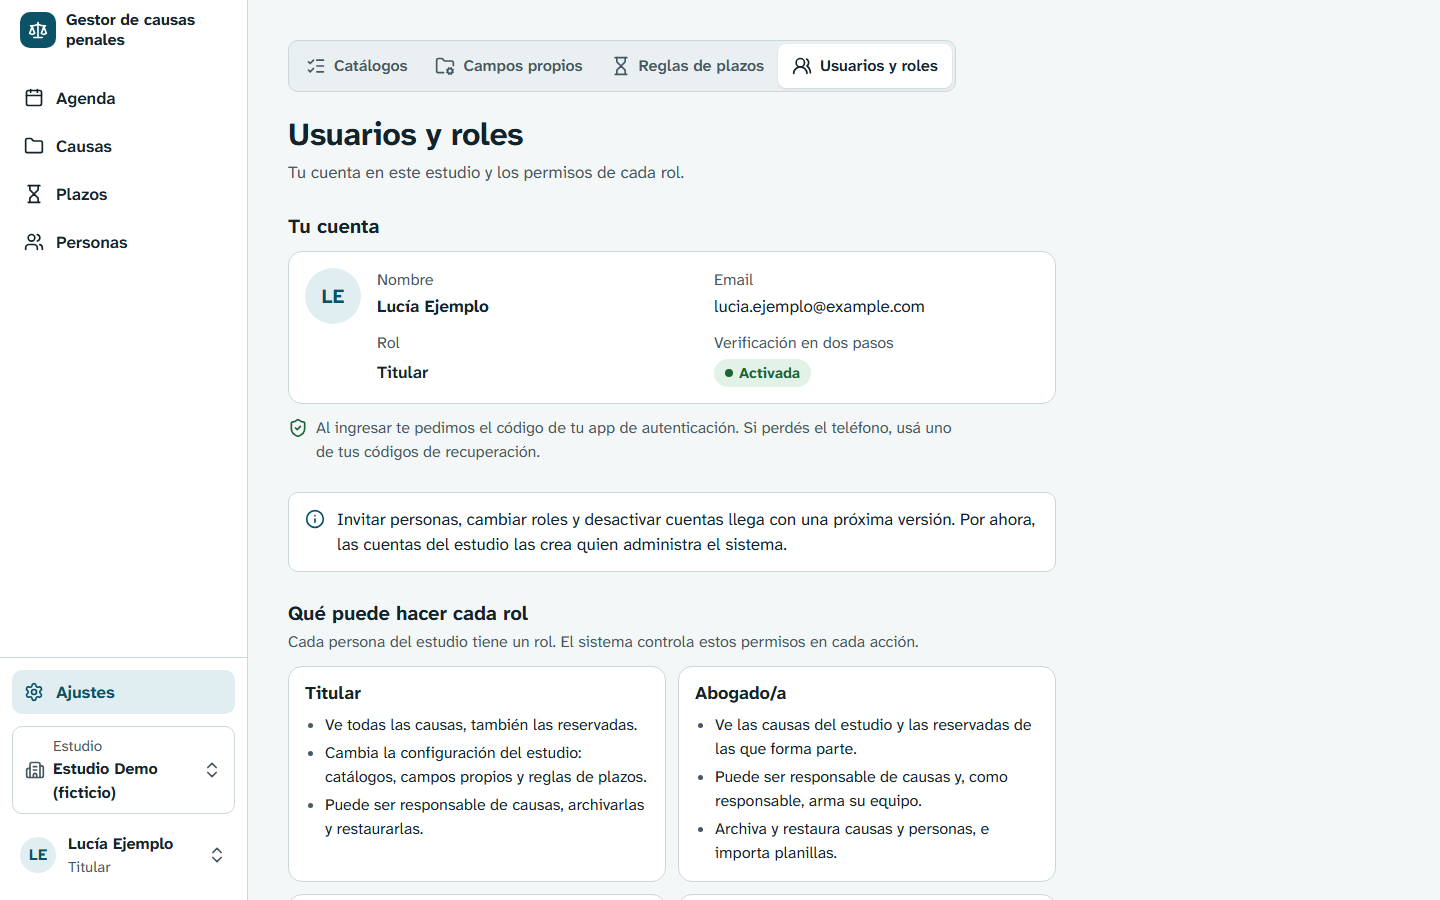 Gestor de causas
penales
Agenda
Causas
Plazos
Personas
Ajustes
Estudio
Estudio Demo
(ficticio)
LE
Lucía Ejemplo
Titular
Catálogos
Campos propios
Reglas de plazos
Usuarios y roles
Usuarios y roles
Tu cuenta en este estudio y los permisos de cada rol.
Tu cuenta
LE
Nombre
Lucía Ejemplo
Email
lucia.ejemplo@example.com
Rol
Titular
Verificación en dos pasos
Activada
Al ingresar te pedimos el código de tu app de autenticación. Si perdés el teléfono, usá uno
de tus códigos de recuperación.
Invitar personas, cambiar roles y desactivar cuentas llega con una próxima versión. Por ahora,
las cuentas del estudio las crea quien administra el sistema.
Qué puede hacer cada rol
Cada persona del estudio tiene un rol. El sistema controla estos permisos en cada acción.
Titular
Ve todas las causas, también las reservadas.
Cambia la configuración del estudio:
catálogos, campos propios y reglas de plazos.
Puede ser responsable de causas, archivarlas
y restaurarlas.
Abogado/a
Ve las causas del estudio y las reservadas de
las que forma parte.
Puede ser responsable de causas y, como
responsable, arma su equipo.
Archiva y restaura causas y personas, e
importa planillas.